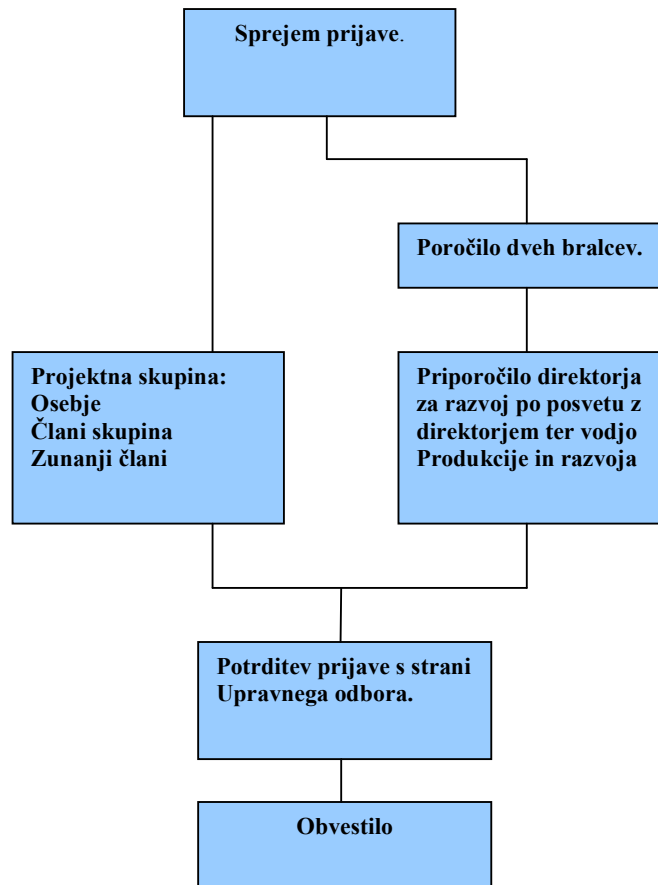 Sprejem prijave.
Poročilo dveh bralcev.
Projektna skupina:
Osebje
Člani skupina
Zunanji člani
Priporočilo direktorja
za razvoj po posvetu z
direktorjem ter vodjo
Produkcije in razvoja
Potrditev prijave s strani
Upravnega odbora.
Obvestilo